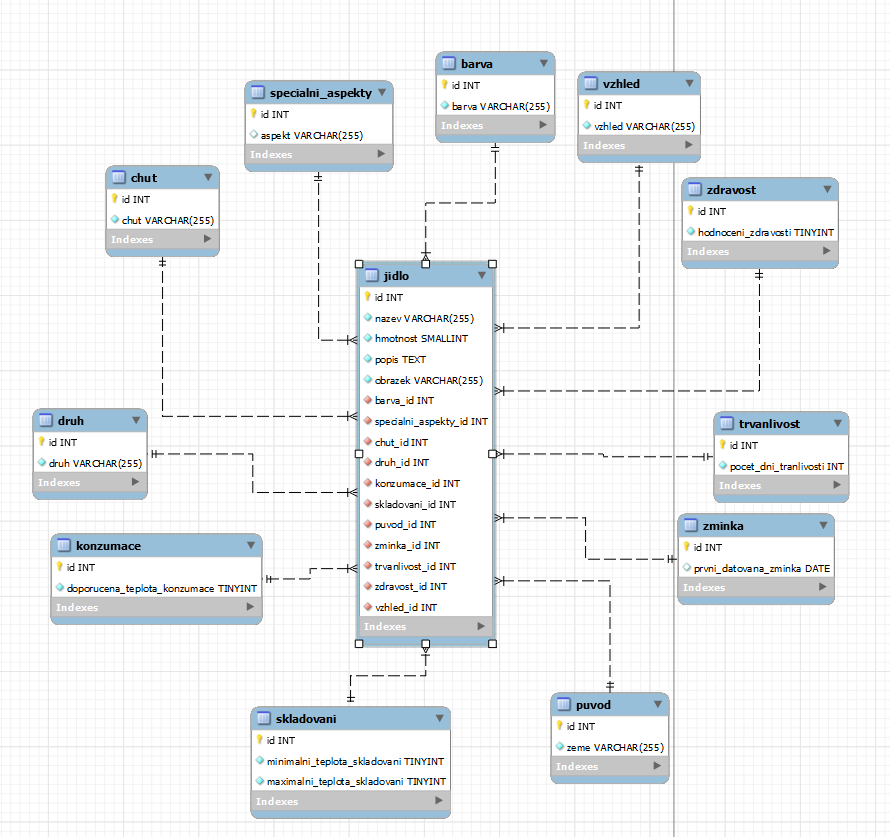 barva
id INT
barva VARCHAR(255)
Indexes
vzhled
id INT
vzhled VARCHAR(255)
Indexes
specialni_aspekty
id INT
aspekt VARCHAR(255)
Indexes
chut
id INT
chut VARCHAR(255)
Indexes
zdravost
id INT
hodnoceni_zdravosti TINYINT
Indexes
jidlo
id INT
nazev VARCHAR(255)
hmotnost SMALLINT
popis TEXT
obrazek VARCHAR(255)
barva_id INT
specialni_aspekty_id INT
chut_id INT
druh_id INT
konzumace_id INT
skladovani_id INT
puvod_id INT
zminka_id INT
trvanlivost_id INT
zdravost_id INT
vzhled_id INT
Indexes
druh
id INT
druh VARCHAR(255)
Indexes
trvanlivost
id INT
pocet_dni_tranlivosti INT
Indexes
konzumace
id INT
doporucena_teplota_konzumace TINYINT
Indexes
zminka
id INT
prvni_datovana_zminka DATE
Indexes
skladovani
id INT
minimalni_teplota_skladovani TINYINT
maximalni_teplota_skladovani TINYINT
Indexes
puvod
id INT
zeme VARCHAR(255)
Indexes